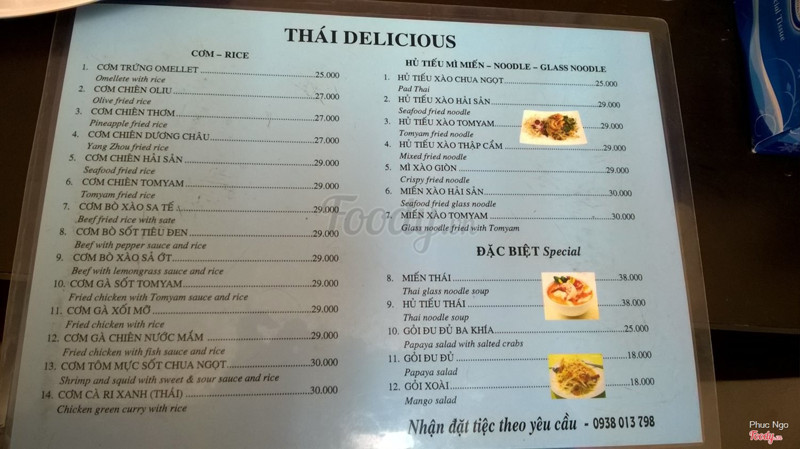 THÁI DELICIOUS
CƠM – RICE
1. CƠM TRỨNG OMELLET 25.000
Omellete with rice
2. CƠM CHIÊN OLIU 27.000
Olive fried rice
3. CƠM CHIÊN THƠM 27.000
Pineapple fried rice
4. CƠM CHIÊN DƯƠNG CHÂU 27.000
Yang Zhou fried rice
5. CƠM CHIÊN HẢI SẢN 29.000
Seafood fried rice
6. CƠM CHIÊN TOMYAM 29.000
Tomyam fried rice
7. CƠM BÒ XÀO SA TẾ 29.000
Beef fried rice with sate
8. CƠM BÒ SỐT TIÊU ĐEN 29.000
Beef with pepper sauce and rice
9. CƠM BÒ XÀO SẢ ỚT 29.000
Beef with lemongrass sauce and rice
10. CƠM GÀ SỐT TOMYAM 29.000
Fried chicken with Tomyam sauce and rice
11. CƠM GÀ XỐI MỠ 29.000
Fried chicken with rice
12. CƠM GÀ CHIÊN NƯỚC MẮM 29.000
Fried chicken with fish sauce and rice
13. CƠM TÔM MỰC SỐT CHUA NGỌT 30.000
Shrimp and squid with sweet & sour sauce and rice
14. CƠM CÀ RI XANH (THÁI) 30.000
Chicken green curry with rice
HỦ TIẾU MÌ MIẾN – NOODLE – GLASS NOODLE
1. HỦ TIẾU XÀO CHUA NGỌT 25.000
Pad Thai
2. HỦ TIẾU XÀO HẢI SẢN 29.000
Seafood fried noodle
3. HỦ TIẾU XÀO TOMYAM 29.000
Tomyam fried noodle
4. HỦ TIẾU XÀO THẬP CẨM 29.000
Mixed fried noodle
5. MÌ XÀO GIÒN 29.000
Crispy fried noodle
6. MIẾN XÀO HẢI SẢN 30.000
Seafood fried glass noodle
7. MIẾN XÀO TOMYAM 30.000
Glass noodle fried with Tomyam
ĐẶC BIỆT Special
8. MIẾN THÁI 38.000
Thai glass noodle soup
9. HỦ TIẾU THÁI 38.000
Thai noodle soup
10. GỎI ĐU ĐỦ BA KHÍA 25.000
Papaya salad with salted crabs
11. GỎI ĐU ĐỦ 18.000
Papaya salad
12. GỎI XOÀI 18.000
Mango salad
Nhận đặt tiệc theo yêu cầu - 0938 013 798
Foody.vn
Phuc Ngo
Foody.vn